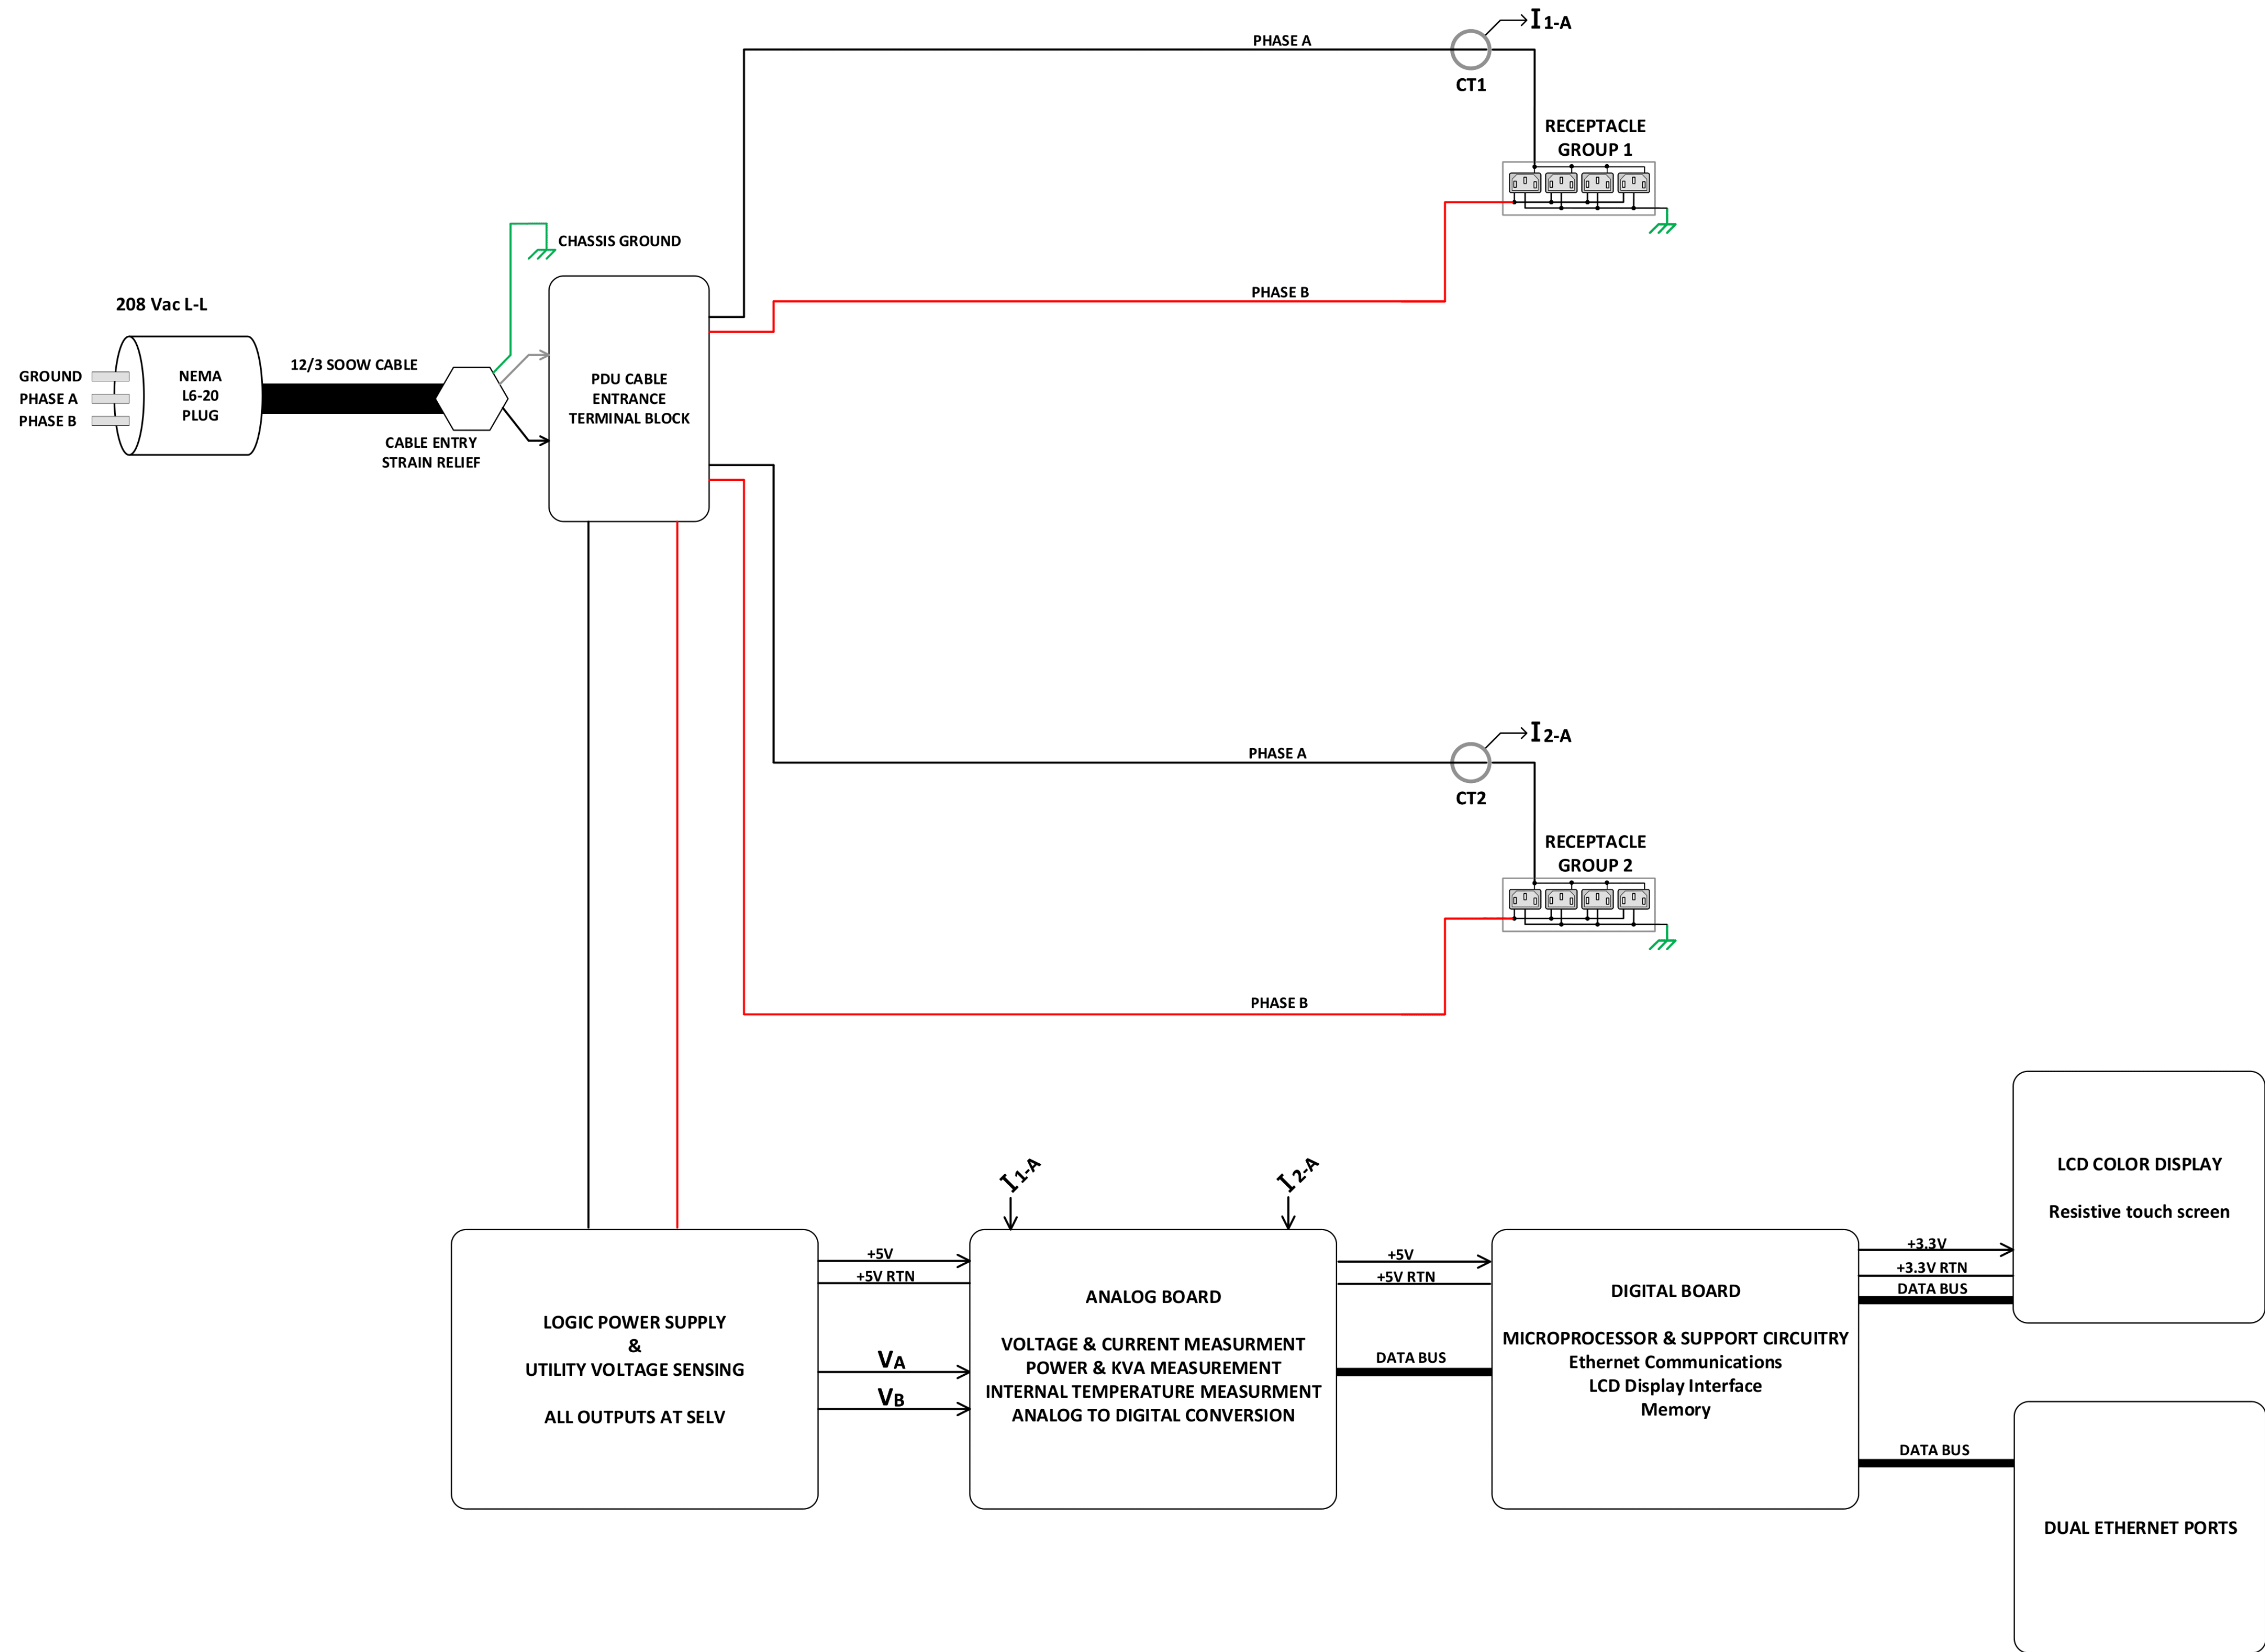 I 1-A
PHASE A
CT1
RECEPTACLE
GROUP 1
CHASSIS GROUND
PHASE B
208 Vac L-L
GROUND
PHASE A
PHASE B
NEMA
L6-20
PLUG
12/3 SOOW CABLE
CABLE ENTRY
STRAIN RELIEF
PDU CABLE
ENTRANCE
TERMINAL BLOCK
I 2-A
PHASE A
CT2
RECEPTACLE
GROUP 2
PHASE B
LOGIC POWER SUPPLY
&
UTILITY VOLTAGE SENSING
ALL OUTPUTS AT SELV
+5V
+5V RTN
VA
VB
I 1-A
I 2-A
ANALOG BOARD
VOLTAGE & CURRENT MEASURMENT
POWER & KVA MEASUREMENT
INTERNAL TEMPERATURE MEASURMENT
ANALOG TO DIGITAL CONVERSION
+5V
+5V RTN
DATA BUS
DIGITAL BOARD
MICROPROCESSOR & SUPPORT CIRCUITRY
Ethernet Communications
LCD Display Interface
Memory
+3.3V
+3.3V RTN
DATA BUS
DATA BUS
LCD COLOR DISPLAY
Resistive touch screen
DUAL ETHERNET PORTS